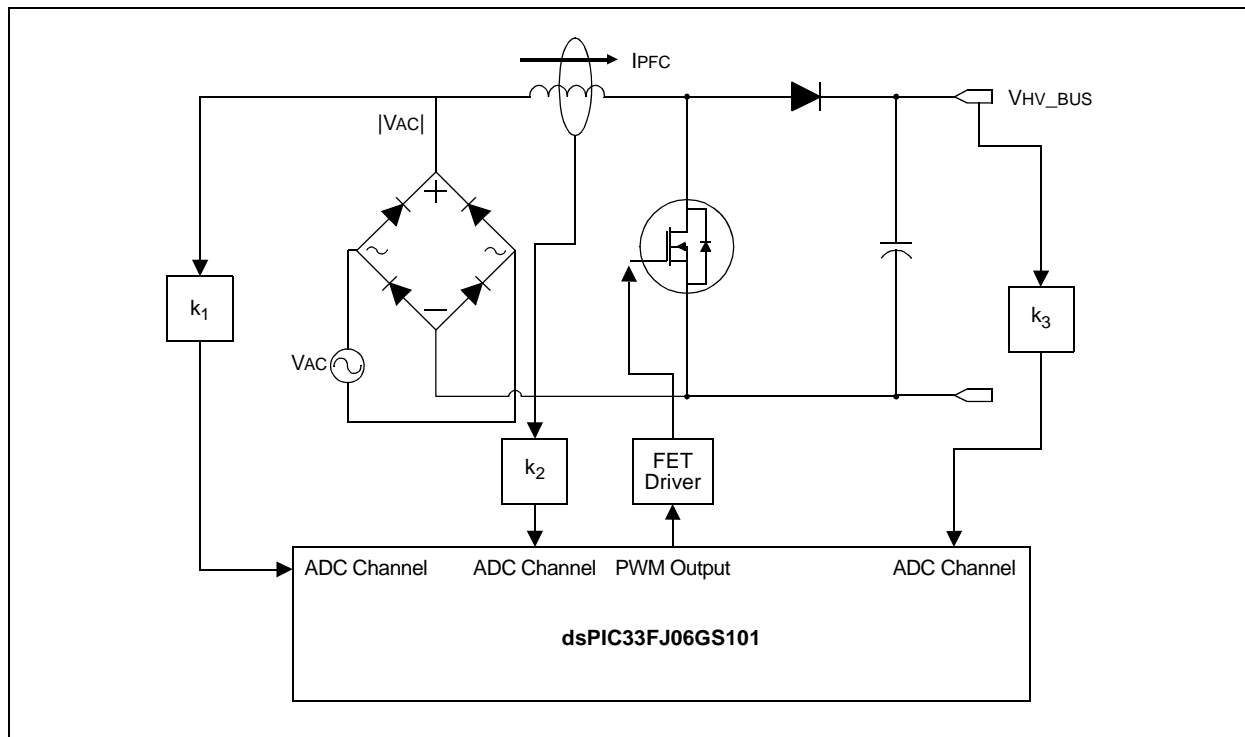 IPFC
VHV_BUS
|VAC|
+
k1
k3
−
VAC
k2
FET
Driver
ADC Channel
ADC Channel
PWM Output
ADC Channel
dsPIC33FJ06GS101